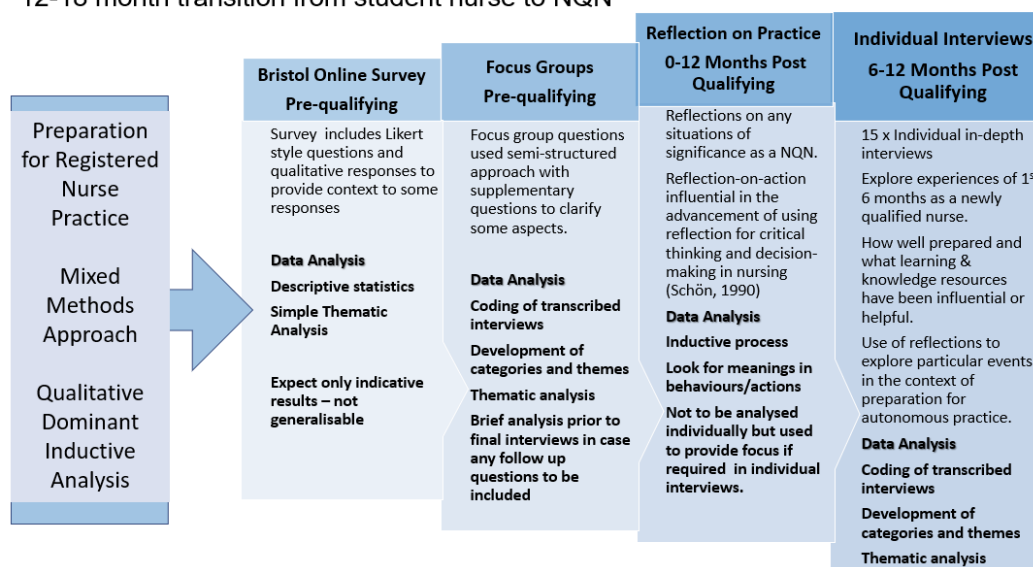 12-18 month transition from student nurse to NQN
Preparation
for Registered
Nurse
Practice
Mixed
Methods
Approach
Qualitative
Dominant
Inductive
Analysis
Bristol Online Survey
Pre-qualifying
Survey includes Likert
style questions and
qualitative responses to
provide context to some
responses
Data Analysis
Descriptive statistics
Simple Thematic
Analysis
Expect only indicative
results – not
generalisable
Focus Groups
Pre-qualifying
Focus group questions
used semi-structured
approach with
supplementary
questions to clarify
some aspects.
Data Analysis
Coding of transcribed
interviews
Development of
categories and themes
Thematic analysis
Brief analysis prior to
final interviews in case
any follow up
questions to be
included
Reflection on Practice
0-12 Months Post
Qualifying
Reflections on any
situations of
significance as a NQN.
Reflection-on-action
influential in the
advancement of using
reflection for critical
thinking and decision-
making in nursing
(Schön, 1990)
Data Analysis
Inductive process
Look for meanings in
behaviours/actions
Not to be analysed
individually but used
to provide focus if
required in individual
interviews.
Individual Interviews
6-12 Months Post
Qualifying
15 x Individual in-depth
interviews
Explore experiences of 1st
6 months as a newly
qualified nurse.
How well prepared and
what learning &
knowledge resources
have been influential or
helpful.
Use of reflections to
explore particular events
in the context of
preparation for
autonomous practice.
Data Analysis
Coding of transcribed
interviews
Development of
categories and themes
Thematic analysis